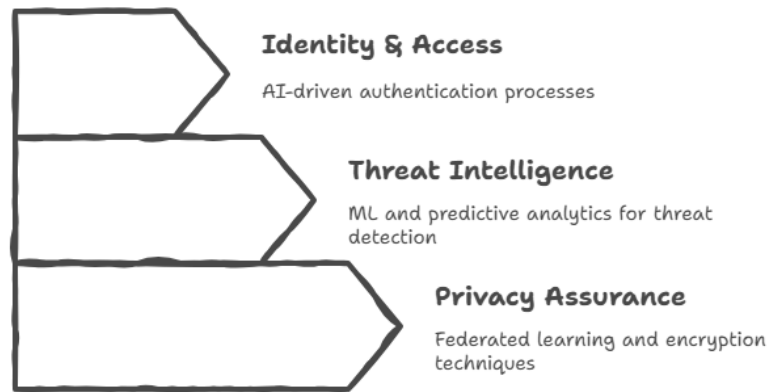 Identity & Access
AI-driven authentication processes
Threat Intelligence
ML and predictive analytics for threat
detection
Privacy Assurance
Federated learning and encryption
techniques